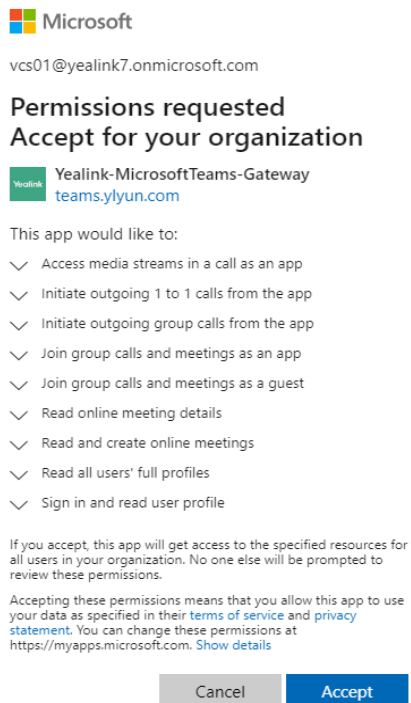 Microsoft
vcs01@yealink7.onmicrosoft.com
Permissions requested
Accept for your organization
Yealink
Yealink-MicrosoftTeams-Gateway
teams.ylyun.com
This app would like to:
Access media streams in a call as an app
Initiate outgoing 1 to 1 calls from the app
Initiate outgoing group calls from the app
Join group calls and meetings as an app
Join group calls and meetings as a guest
Read online meeting details
Read and create online meetings
Read all users' full profiles
Sign in and read user profile
If you accept, this app will get access to the specified resources for
all users in your organization. No one else will be prompted to
review these permissions.
Accepting these permissions means that you allow this app to use
your data as specified in their terms of service and privacy
statement. You can change these permissions at
https://myapps.microsoft.com. Show details
Cancel Accept